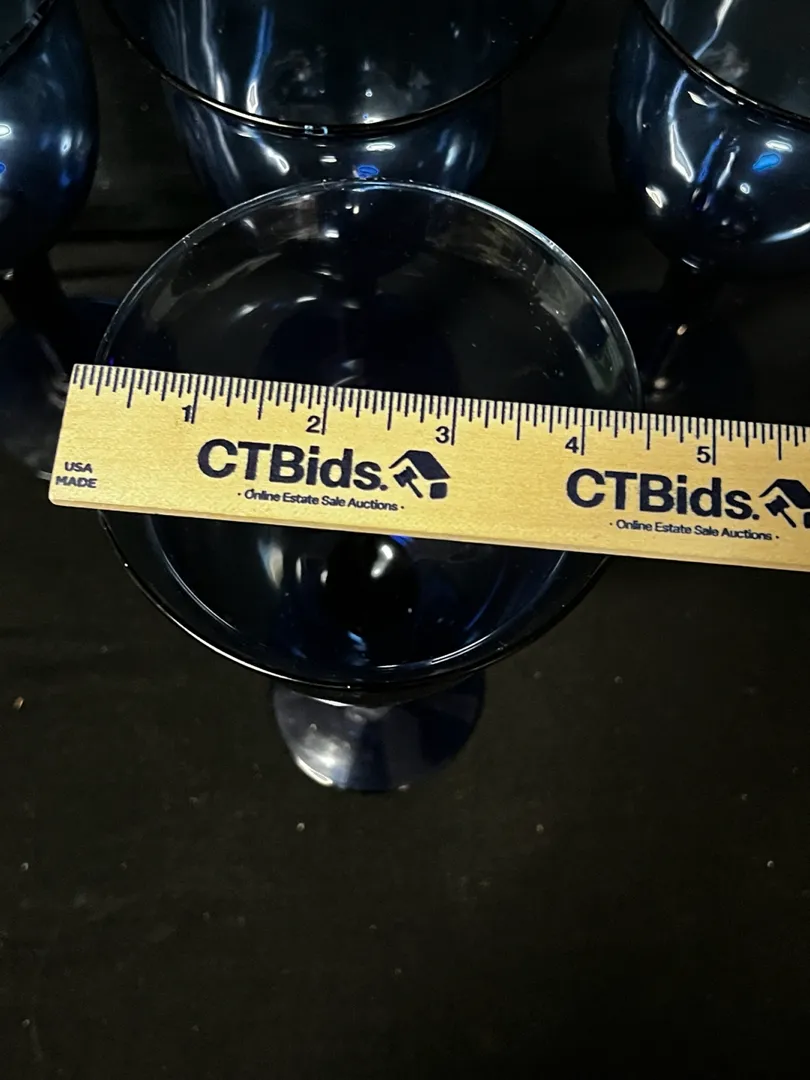 1 2 3 4 5
USA
MADE
CTBids.
· Online Estate Sale Auctions ·
CTBids.
· Online Estate Sale Auctions ·